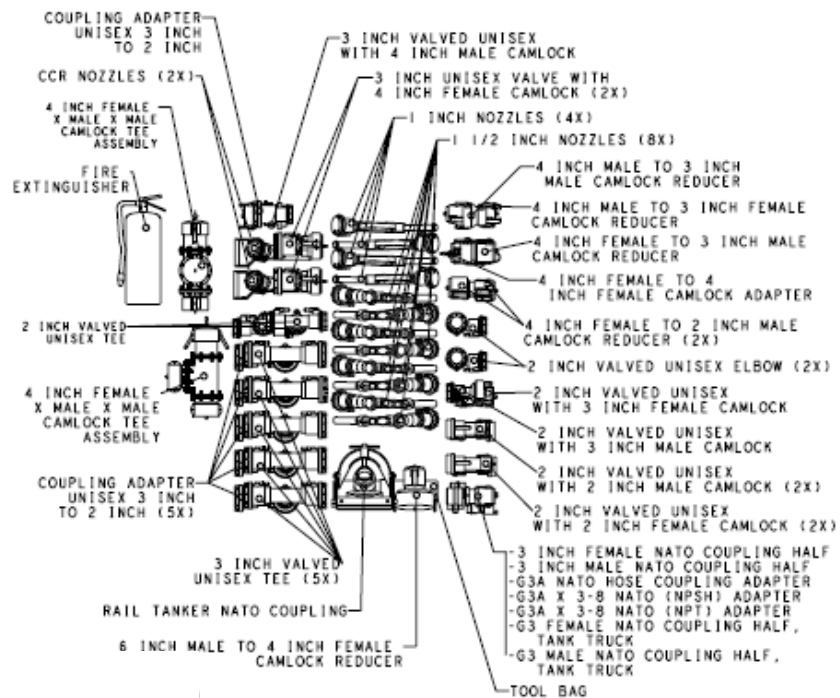 COUPLING ADAPTER
UNISEX 3 INCH
TO 2 INCH
3 INCH VALVED UNISEX
WITH 4 INCH MALE CAMLOCK
CCR NOZZLES (2X)
3 INCH UNISEX VALVE WITH
4 INCH FEMALE CAMLOCK (2X)
4 INCH FEMALE
X MALE X MALE
CAMLOCK TEE
ASSEMBLY
1 INCH NOZZLES (4X)
1 1/2 INCH NOZZLES (8X)
FIRE
EXTINGUISHER
4 INCH MALE TO 3 INCH
MALE CAMLOCK REDUCER
4 INCH MALE TO 3 INCH FEMALE
CAMLOCK REDUCER
4 INCH FEMALE TO 3 INCH MALE
CAMLOCK REDUCER
4 INCH FEMALE TO 4
INCH FEMALE CAMLOCK ADAPTER
2 INCH VALVED
UNISEX TEE
4 INCH FEMALE TO 2 INCH MALE
CAMLOCK REDUCER (2X)
2 INCH VALVED UNISEX ELBOW (2X)
4 INCH FEMALE
X MALE X MALE
CAMLOCK TEE
ASSEMBLY
2 INCH VALVED UNISEX
WITH 3 INCH FEMALE CAMLOCK
2 INCH VALVED UNISEX
WITH 3 INCH MALE CAMLOCK
2 INCH VALVED UNISEX
WITH 2 INCH MALE CAMLOCK (2X)
COUPLING ADAPTER
UNISEX 3 INCH
TO 2 INCH (5X)
2 INCH VALVED UNISEX
WITH 2 INCH FEMALE CAMLOCK (2X)
3 INCH VALVED
UNISEX TEE (5X)
-3 INCH FEMALE NATO COUPLING HALF
-3 INCH MALE NATO COUPLING HALF
-G3A NATO HOSE COUPLING ADAPTER
-G3A X 3-8 NATO (NPSH) ADAPTER
-G3A X 3-8 NATO (NPT) ADAPTER
-G3 FEMALE NATO COUPLING HALF,
TANK TRUCK
-G3 MALE NATO COUPLING HALF,
TANK TRUCK
RAIL TANKER NATO COUPLING
6 INCH MALE TO 4 INCH FEMALE
CAMLOCK REDUCER
TOOL BAG